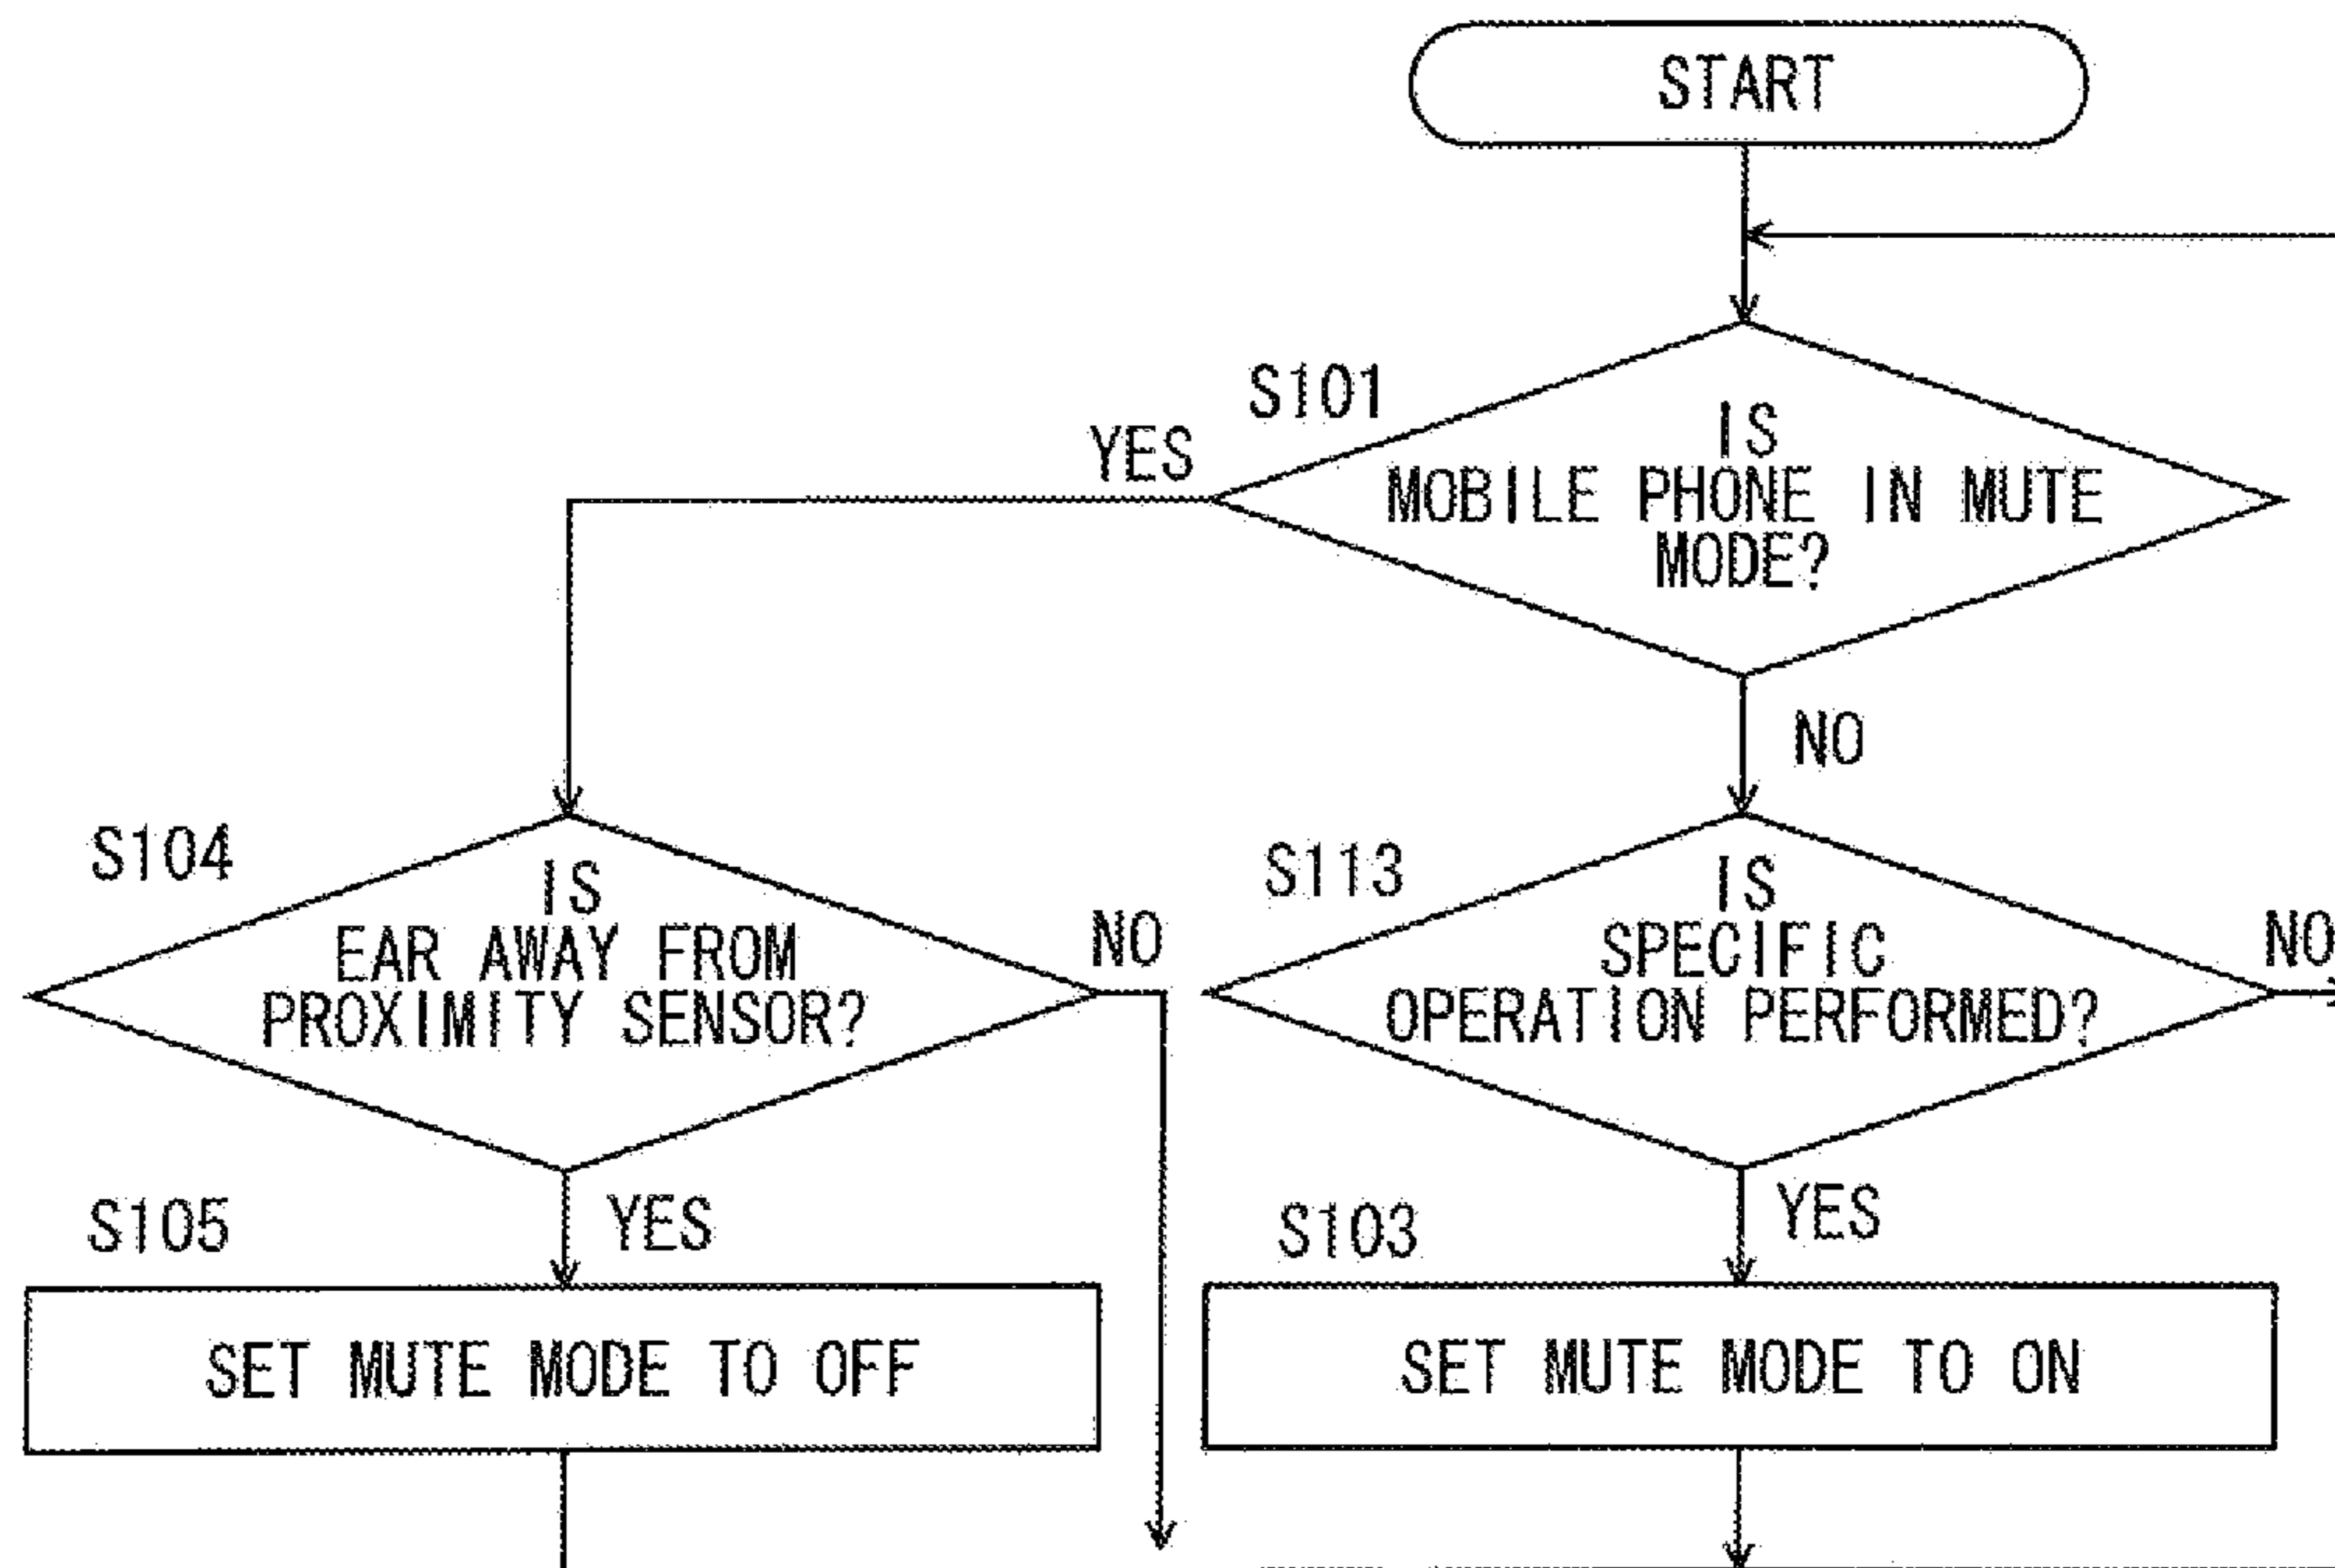 START
S101
YES
IS
MOBILE PHONE IN MUTE
MODE?
NO
S104
IS
EAR AWAY FROM
PROXIMITY SENSOR?
NO
S113
IS
SPECIFIC
OPERATION PERFORMED?
NO
S105
YES
S103
YES
SET MUTE MODE TO OFF
SET MUTE MODE TO ON